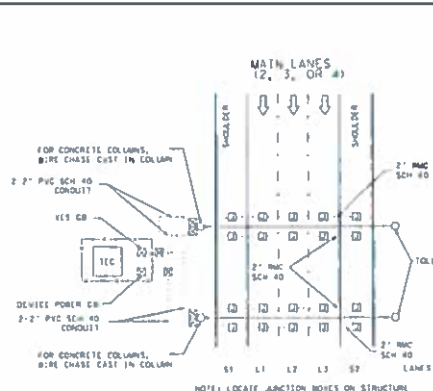 MAIN LANES
(2, 3, OR 4)
SHOULDER
SHOULDER
FOR CONCRETE COLUMNS,
WIRE CHASE CAST IN COLUMN
2-2" PVC SCH 40
CONDUIT
VES GB
TEC
DEVICE POWER GB
2-2" PVC SCH 40
CONDUIT
FOR CONCRETE COLUMNS,
WIRE CHASE CAST IN COLUMN
2" RMC
SCH 40
2" RMC
SCH 40
TOLL
2" RMC
SCH 40
S1 L1 L2 L3 S2 LANES
NOTE: LOCATE JUNCTION BOXES ON STRUCTURE